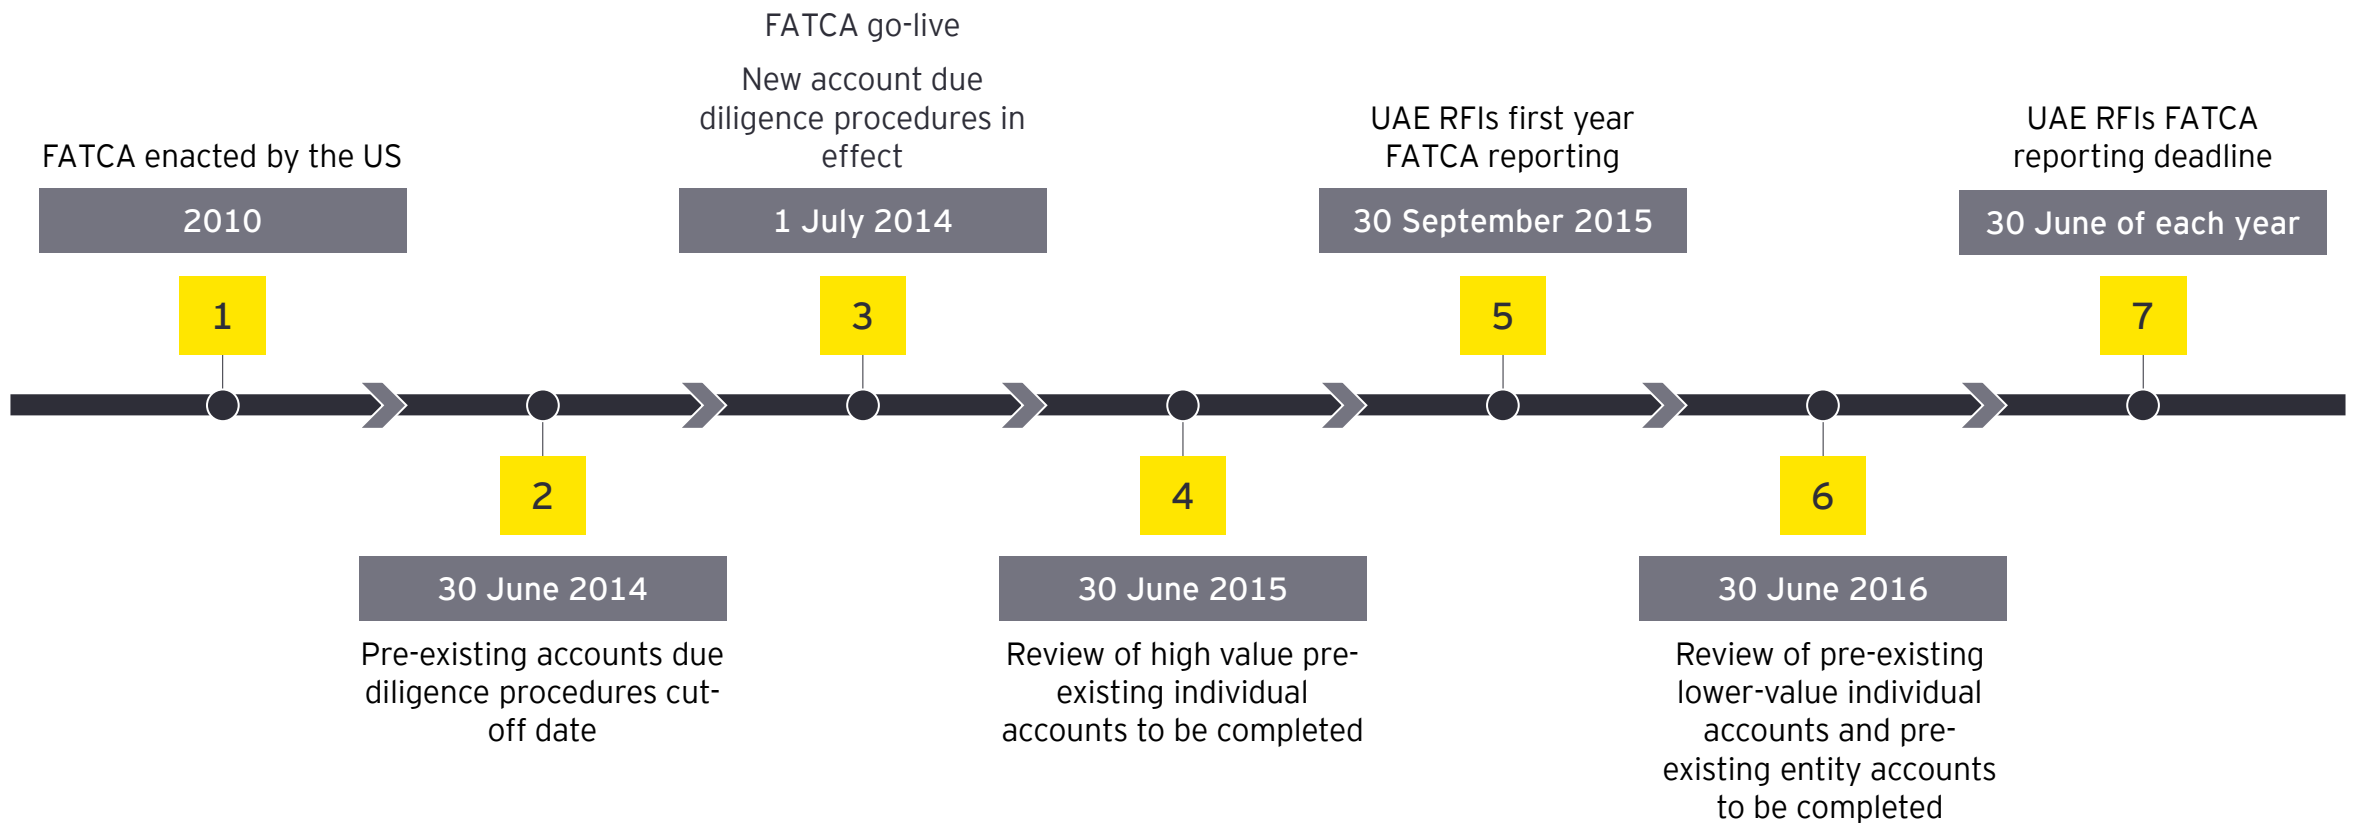 FATCA enacted by the US
2010
1
2
30 June 2014
Pre-existing accounts due
diligence procedures cut-
off date
FATCA go-live
New account due
diligence procedures in
effect
1 July 2014
3
4
30 June 2015
Review of high value pre-
existing individual
accounts to be completed
UAE RFIs first year
FATCA reporting
30 September 2015
5
6
30 June 2016
Review of pre-existing
lower-value individual
accounts and pre-
existing entity accounts
to be completed
UAE RFIs FATCA
reporting deadline
30 June of each year
7